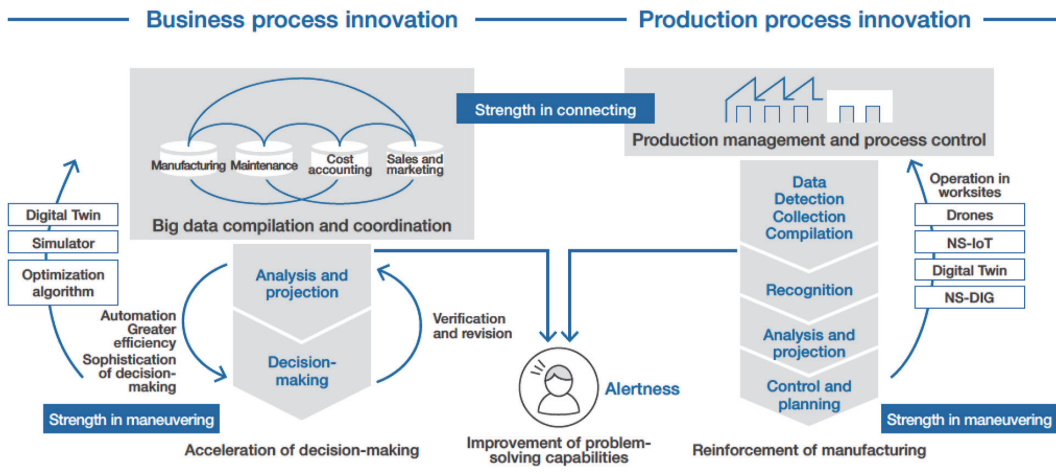 Business process innovation
Production process innovation
Strength in connecting
Manufacturing
Maintenance
Cost
accounting
Sales and
marketing
Big data compilation and coordination
Production management and process control
Digital Twin
Simulator
Optimization
algorithm
Analysis and
projection
Decision-
making
Automation
Greater
efficiency
Sophistication
of decision-
making
Verification
and revision
Strength in maneuvering
Acceleration of decision-making
Alertness
Improvement of problem-
solving capabilities
Data
Detection
Collection
Compilation
Recognition
Analysis and
projection
Control and
planning
Operation in
worksites
Drones
NS-IoT
Digital Twin
NS-DIG
Strength in maneuvering
Reinforcement of manufacturing